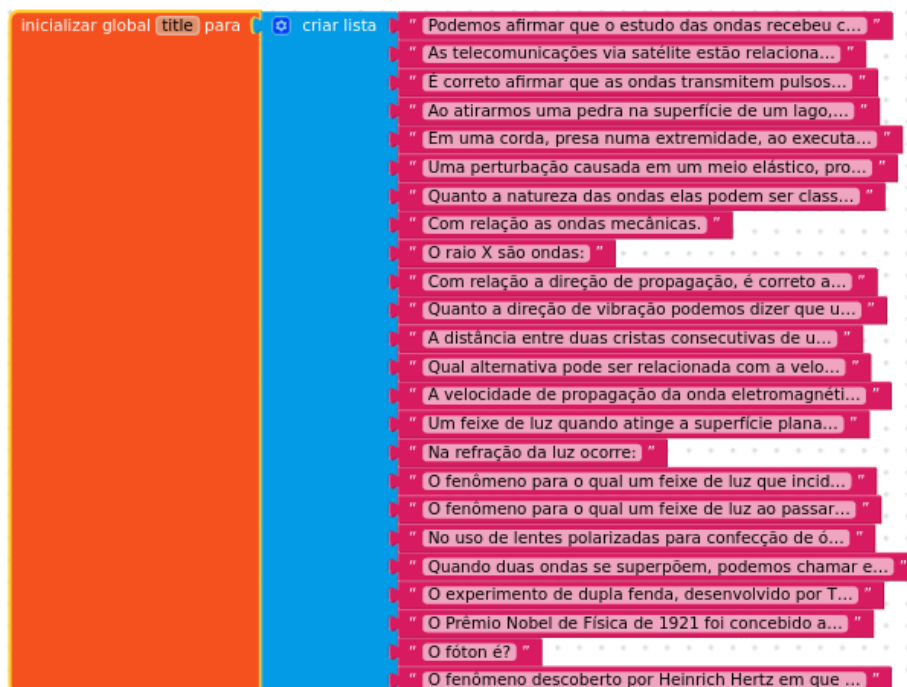 inicializar global title para criar lista " Podemos afirmar que o estudo das ondas recebeu c... "
" As telecomunicações via satélite estão relaciona... "
" É correto afirmar que as ondas transmitem pulsos... "
" Ao atirarmos uma pedra na superfície de um lago,... "
" Em uma corda, presa numa extremidade, ao executa... "
" Uma perturbação causada em um meio elástico, pro... "
" Quanto a natureza das ondas elas podem ser class... "
" Com relação as ondas mecânicas. "
" O raio X são ondas: "
" Com relação a direção de propagação, é correto a... "
" Quanto a direção de vibração podemos dizer que u... "
" A distância entre duas cristas consecutivas de u... "
" Qual alternativa pode ser relacionada com a velo... "
" A velocidade de propagação da onda eletromagnéti... "
" Um feixe de luz quando atinge a superfície plana... "
" Na refração da luz ocorre: "
" O fenômeno para o qual um feixe de luz que incid... "
" O fenômeno para o qual um feixe de luz ao passar... "
" No uso de lentes polarizadas para confecção de ó... "
" Quando duas ondas se superpõem, podemos chamar e... "
" O experimento de dupla fenda, desenvolvido por T... "
" O Prêmio Nobel de Física de 1921 foi concebido a... "
" O fóton é? "
" O fenômeno descoberto por Heinrich Hertz em que ... "